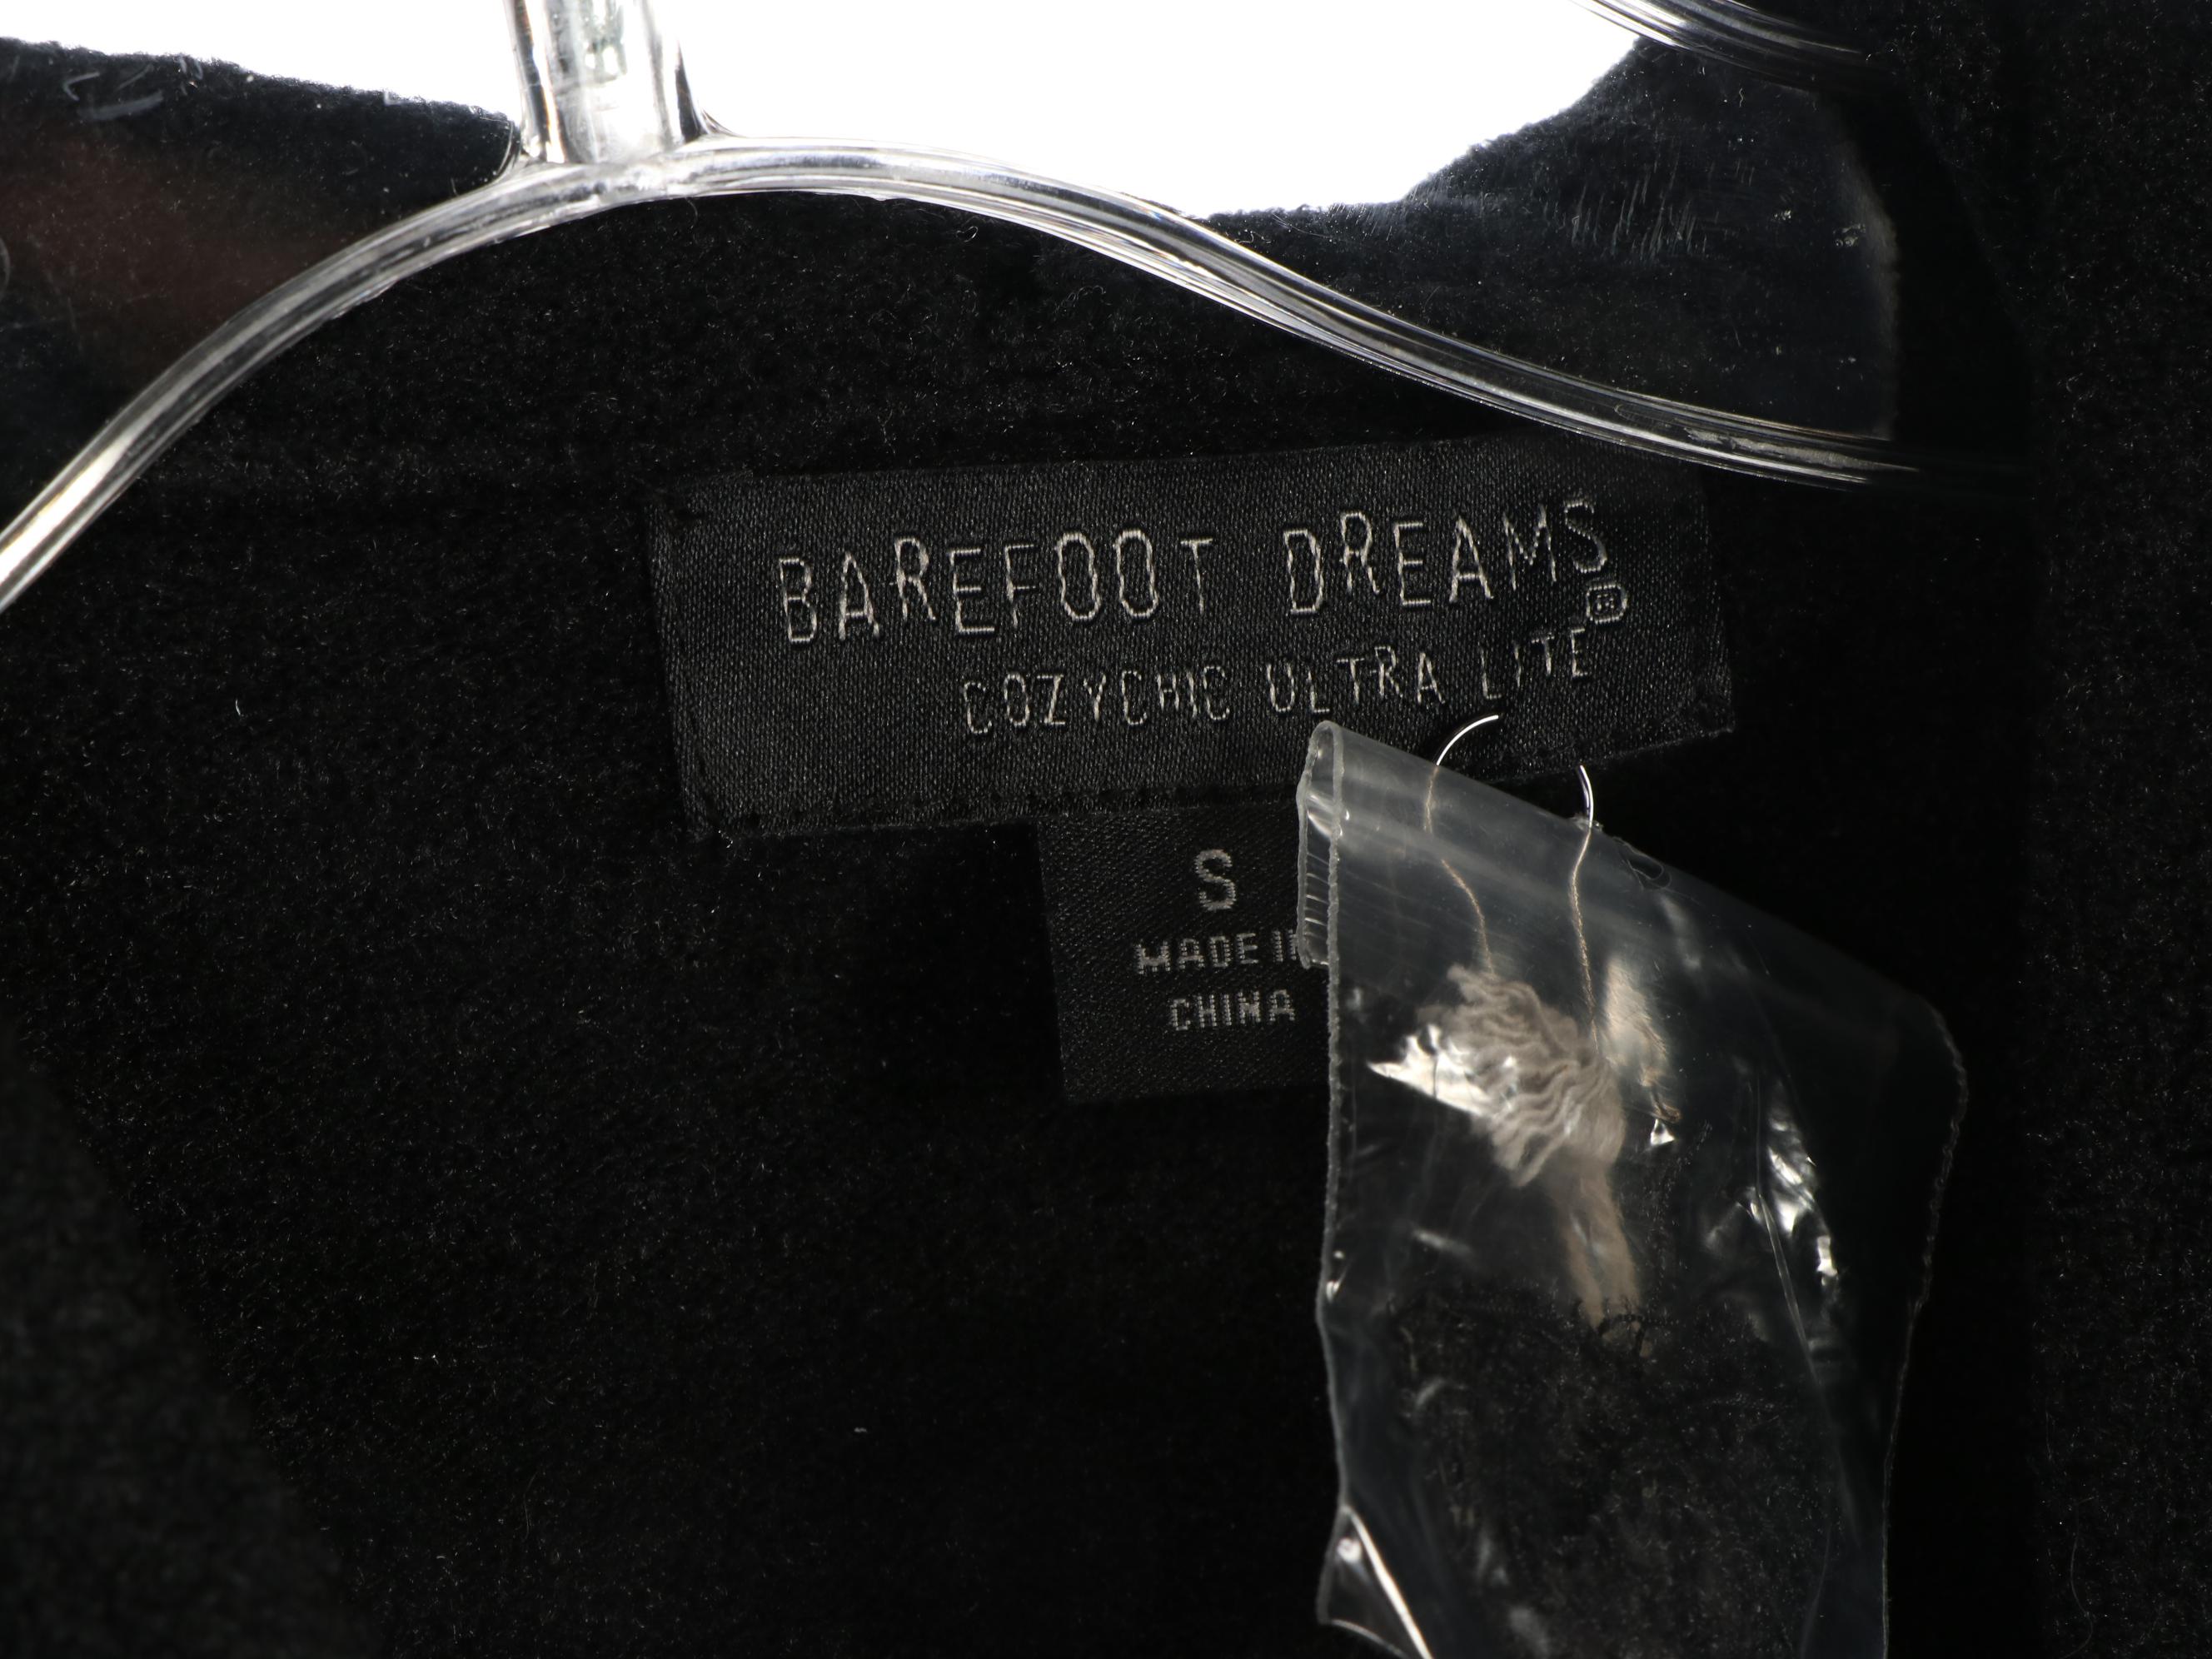 BAREFOOT DREAMS®
COZYCHIC ULTRA LITE
S
MADE IN
CHINA